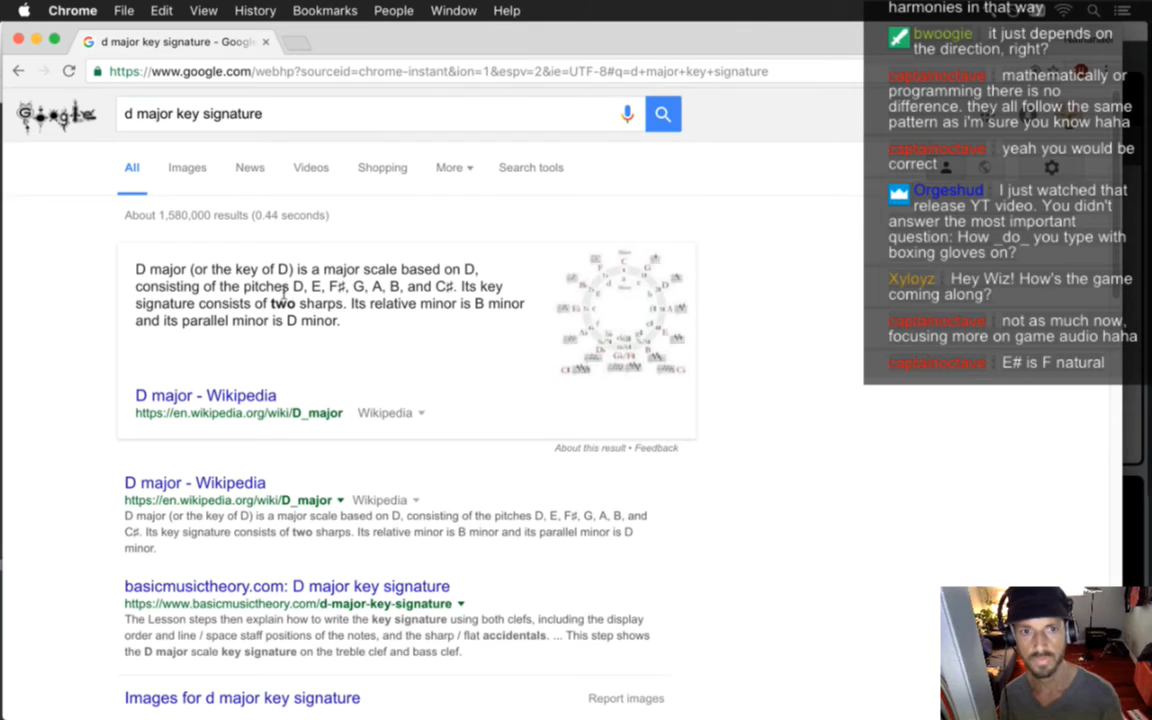 Chrome File Edit View History Bookmarks People Window Help
d major key signature - Goog
https://www.google.com/webhp?sourceid=chrome-instant&ion=1&espv=2&ie=UTF-8#q=d+major+key+signature
Google
d major key signature
All Images News Videos Shopping More Search tools
About 1,580,000 results (0.44 seconds)
D major (or the key of D) is a major scale based on D,
consisting of the pitches D, E, F♯, G, A, B, and C♯. Its key
signature consists of two sharps. Its relative minor is B minor
and its parallel minor is D minor.
D major - Wikipedia
https://en.wikipedia.org/wiki/D_major Wikipedia
About this result • Feedback
D major - Wikipedia
https://en.wikipedia.org/wiki/D_major Wikipedia
D major (or the key of D) is a major scale based on D, consisting of the pitches D, E, F♯, G, A, B, and
C♯. Its key signature consists of two sharps. Its relative minor is B minor and its parallel minor is D
minor.
basicmusictheory.com: D major key signature
https://www.basicmusictheory.com/d-major-key-signature
The Lesson steps then explain how to write the key signature using both clefs, including the display
order and line / space staff positions of the notes, and the sharp / flat accidentals. ... This step shows
the D major scale key signature on the treble clef and bass clef.
Images for d major key signature Report images
harmonies in that way
bwoogie it just depends on
the direction, right?
captainoctave mathematically or
programming there is no
difference. they all follow the same
pattern as i'm sure you know haha
captainoctave yeah you would be
correct
Orgeshud: I just watched that
release YT video. You didn't
answer the most important
question: How _do_ you type with
boxing gloves on?
Xyloyz Hey Wiz! How's the game
coming along?
captainoctave not as much now,
focusing more on game audio haha
captainoctave E# is F natural